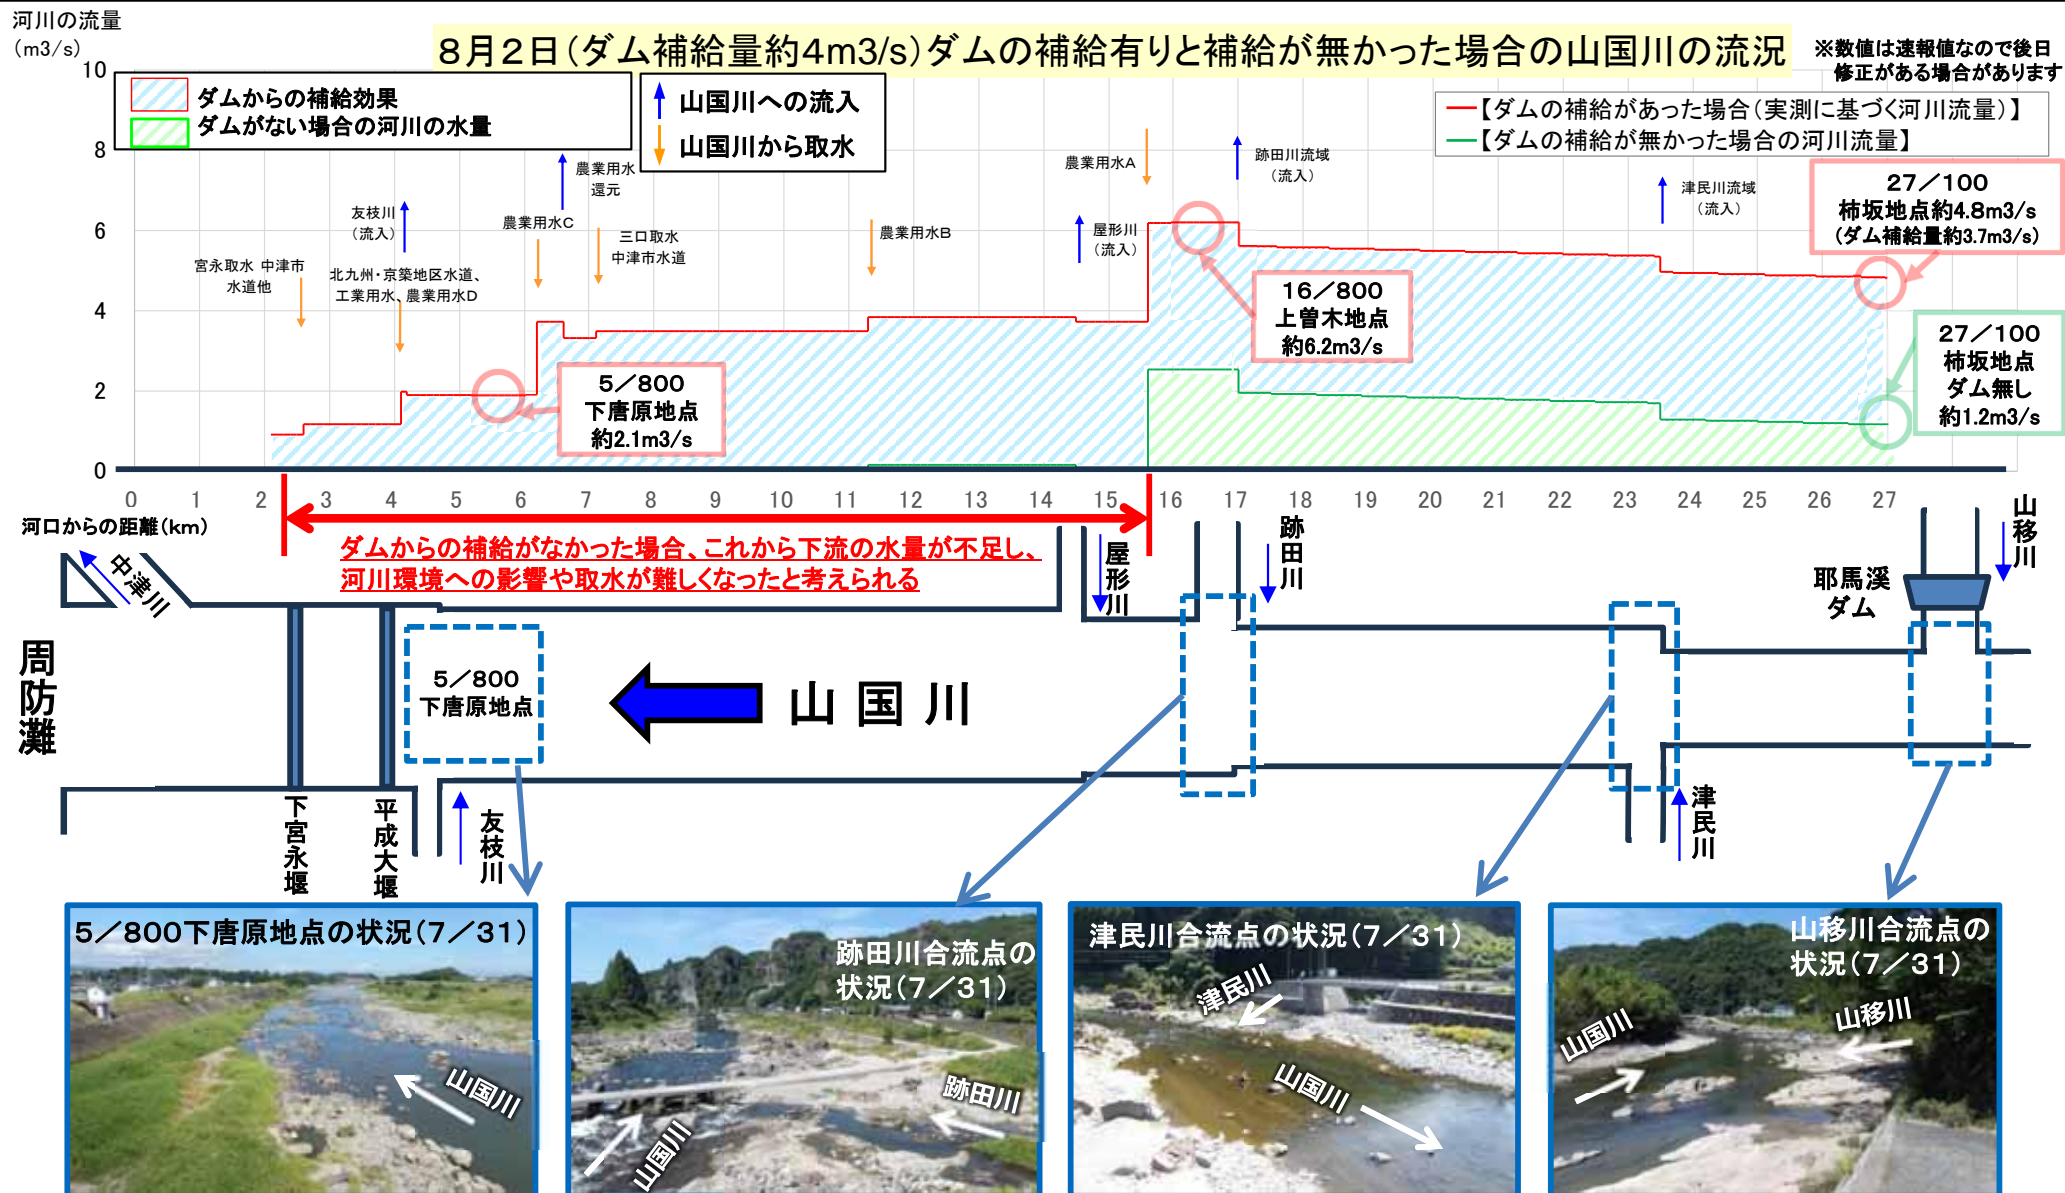 河川の流量
(m3/s)
8月2日(ダム補給量約4m3/s)ダムの補給有りと補給が無かった場合の山国川の流況
※数値は速報値なので後日
修正がある場合があります
ダムからの補給効果
ダムがない場合の河川の水量
山国川への流入
山国川から取水
【ダムの補給があった場合(実測に基づく河川流量)】
【ダムの補給が無かった場合の河川流量】
10
8
6
4
2
0
宮永取水 中津市
水道他
友枝川
(流入)
北九州・京築地区水道、
工業用水、農業用水D
農業用水
還元
農業用水C
三口取水
中津市水道
農業用水B
農業用水A
屋形川
(流入)
跡田川流域
(流入)
津民川流域
(流入)
27/100
柿坂地点約4.8m3/s
(ダム補給量約3.7m3/s)
16/800
上曽木地点
約6.2m3/s
5/800
下唐原地点
約2.1m3/s
27/100
柿坂地点
ダム無し
約1.2m3/s
0 1 2 3 4 5 6 7 8 9 10 11 12 13 14 15 16 17 18 19 20 21 22 23 24 25 26 27
河口からの距離(km)
ダムからの補給がなかった場合、これから下流の水量が不足し、
河川環境への影響や取水が難しくなったと考えられる
中津川
屋形川
跡田川
山移川
耶馬溪
ダム
周防灘
5/800
下唐原地点
山国川
下宮永堰
平成大堰
友枝川
津民川
5/800下唐原地点の状況(7/31)
山国川
跡田川合流点の
状況(7/31)
跡田川
山国川
津民川合流点の状況(7/31)
津民川
山国川
山移川合流点の
状況(7/31)
山国川
山移川